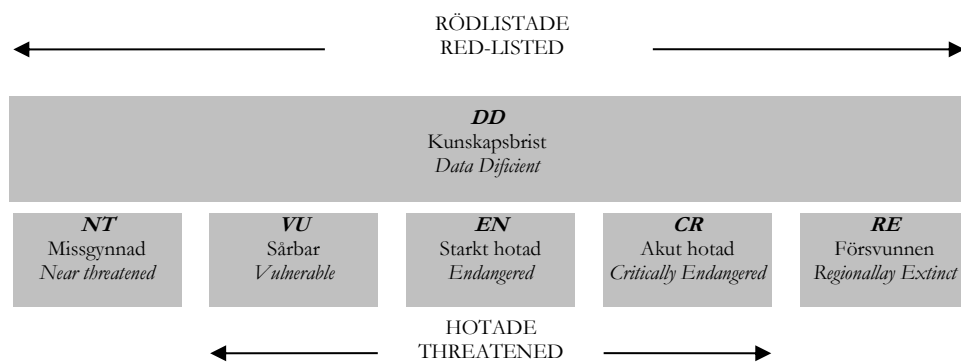 RÖDLISTADE
RED-LISTED
DD
Kunskapsbrist
Data Dificient
NT
Missgynnad
Near threatened
VU
Sårbar
Vulnerable
EN
Starkt hotad
Endangered
CR
Akut hotad
Critically Endangered
RE
Försvunnen
Regionallay Extinct
HOTADE
THREATENED